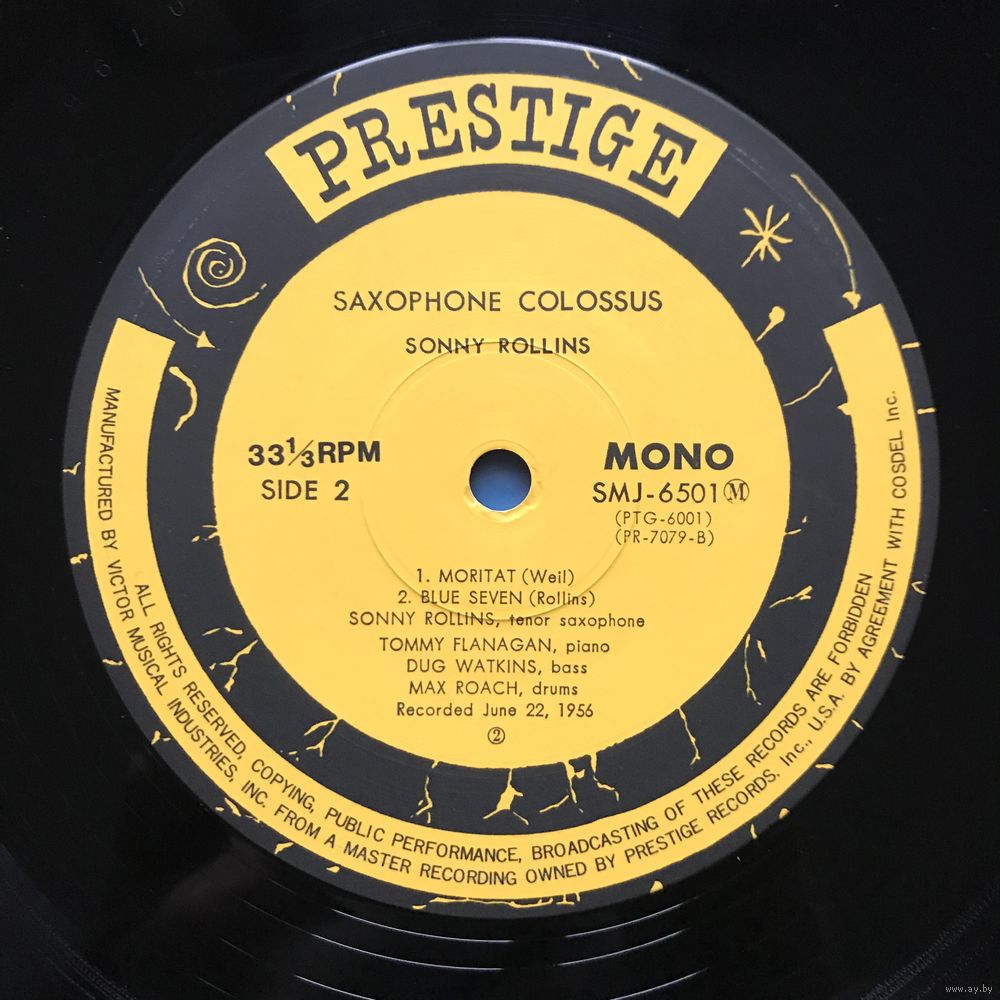 PRESTIGE
SAXOPHONE COLOSSUS
SONNY ROLLINS
33⅓RPM
SIDE 2
MONO
SMJ-6501Ⓜ
(PTG-6001)
(PR-7079-B)
1. MORITAT (Weil)
2. BLUE SEVEN (Rollins)
SONNY ROLLINS, tenor saxophone
TOMMY FLANAGAN, piano
DUG WATKINS, bass
MAX ROACH, drums
Recorded June 22, 1956
②
ALL RIGHTS RESERVED, COPYING, PUBLIC PERFORMANCE, BROADCASTING OF THESE RECORDS ARE FORBIDDEN
MANUFACTURED BY VICTOR MUSICAL INDUSTRIES, INC. FROM A MASTER RECORDING OWNED BY PRESTIGE RECORDS. Inc., U.S.A. BY AGREEMENT WITH COSDEL Inc.
www.ay.by